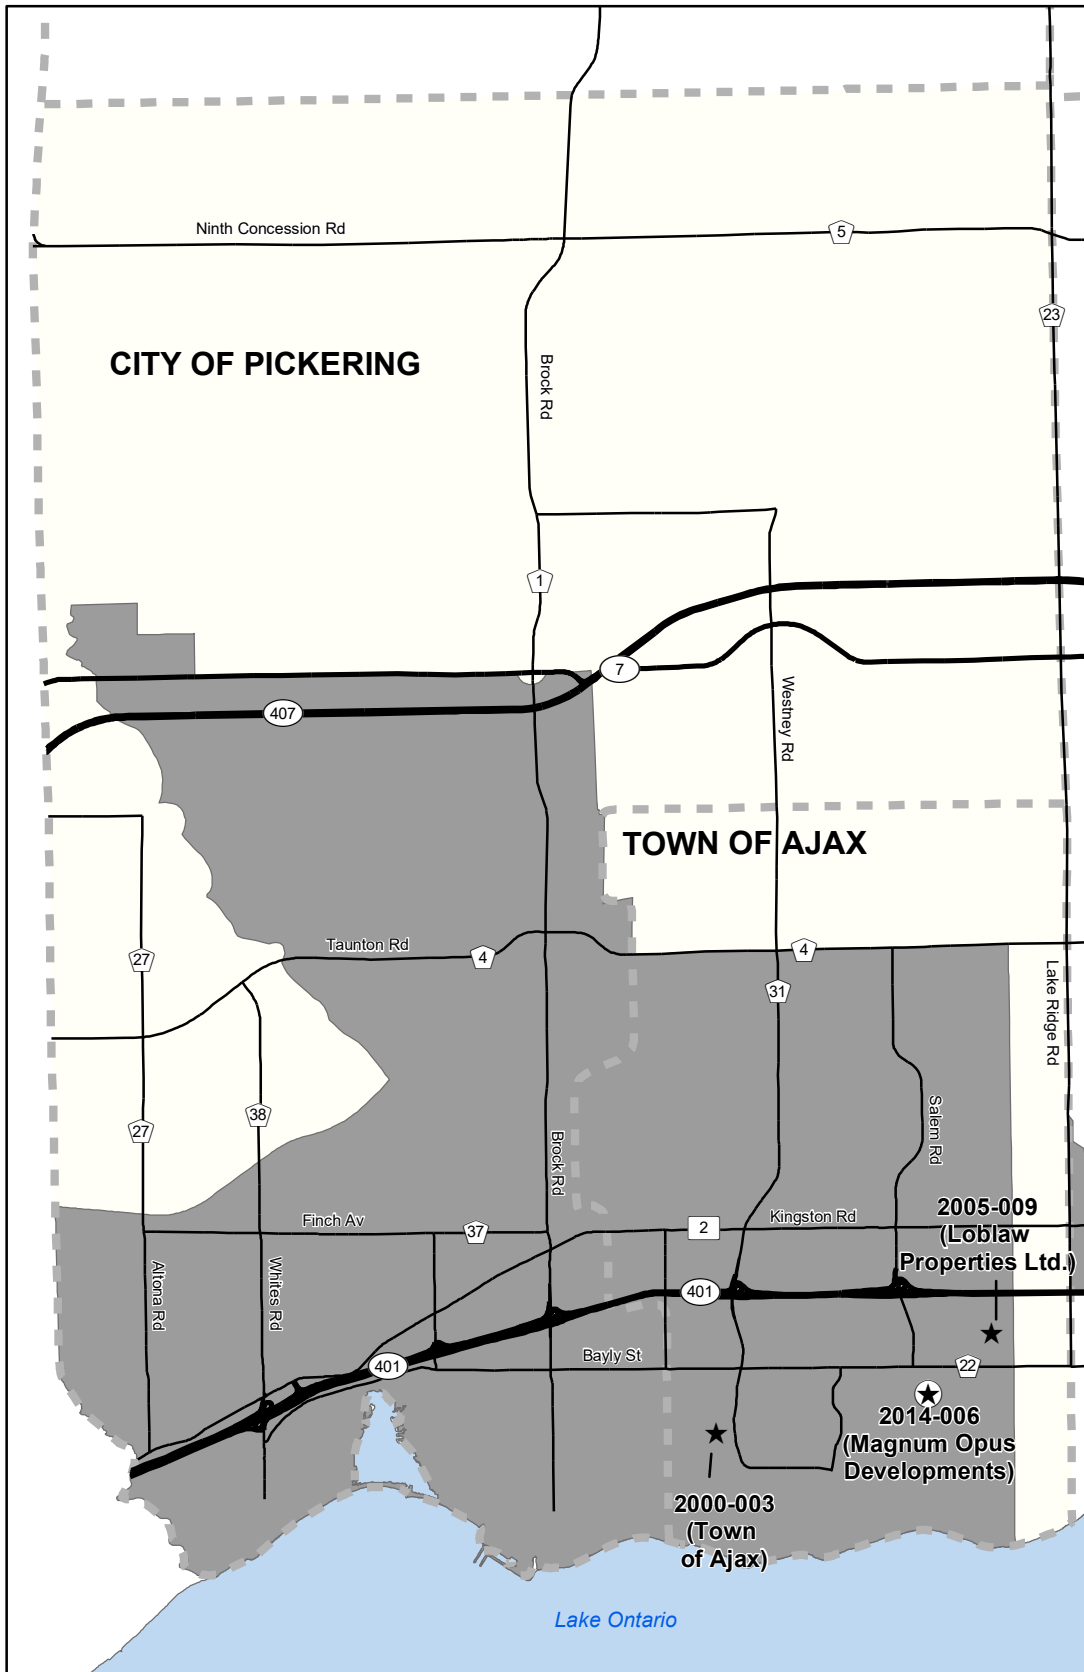 Ninth Concession Rd
5
23
CITY OF PICKERING
Brock Rd
1
7
Westney Rd
407
TOWN OF AJAX
Taunton Rd
4
4
27
31
Lake Ridge Rd
38
27
Salem Rd
Brock Rd
2005-009
(Loblaw
Properties Ltd.)
Finch Av
37
2
Kingston Rd
Altona Rd
Whites Rd
401
401
Bayly St
22
2014-006
(Magnum Opus
Developments)
2000-003
(Town
of Ajax)
Lake Ontario